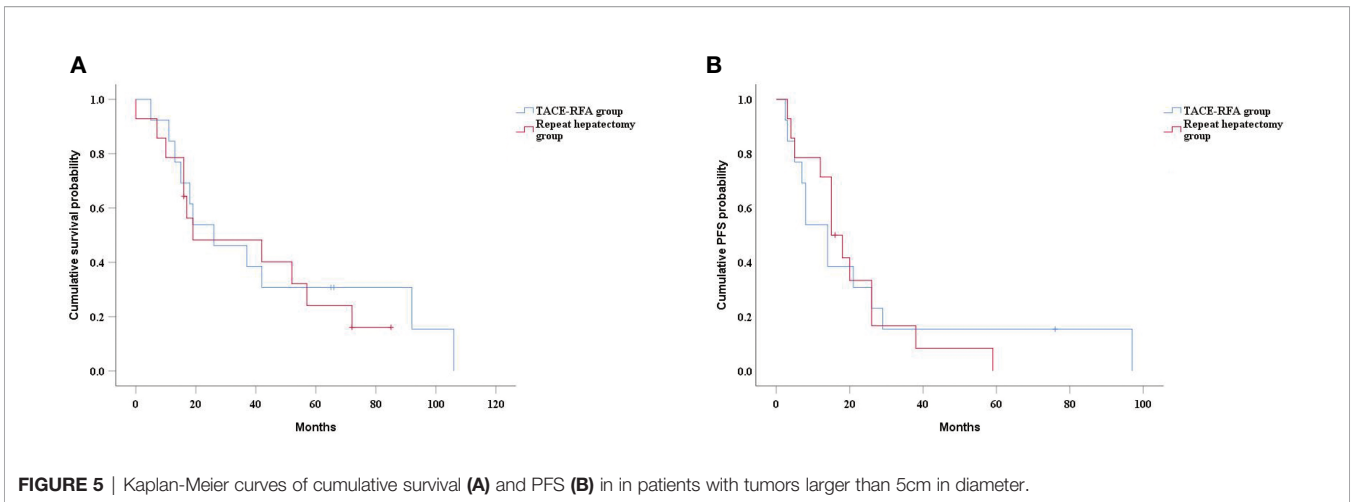 A
B
1.0
0.8
0.6
0.4
0.2
0.0
Cumulative survival probability
0 20 40 60 80 100 120
Months
TACE-RFA group
Repeat hepatectomy
group
1.0
0.8
0.6
0.4
0.2
0.0
Cumulative PFS probability
0 20 40 60 80 100
Months
TACE-RFA group
Repeat hepatectomy
group
FIGURE 5 | Kaplan-Meier curves of cumulative survival (A) and PFS (B) in in patients with tumors larger than 5cm in diameter.